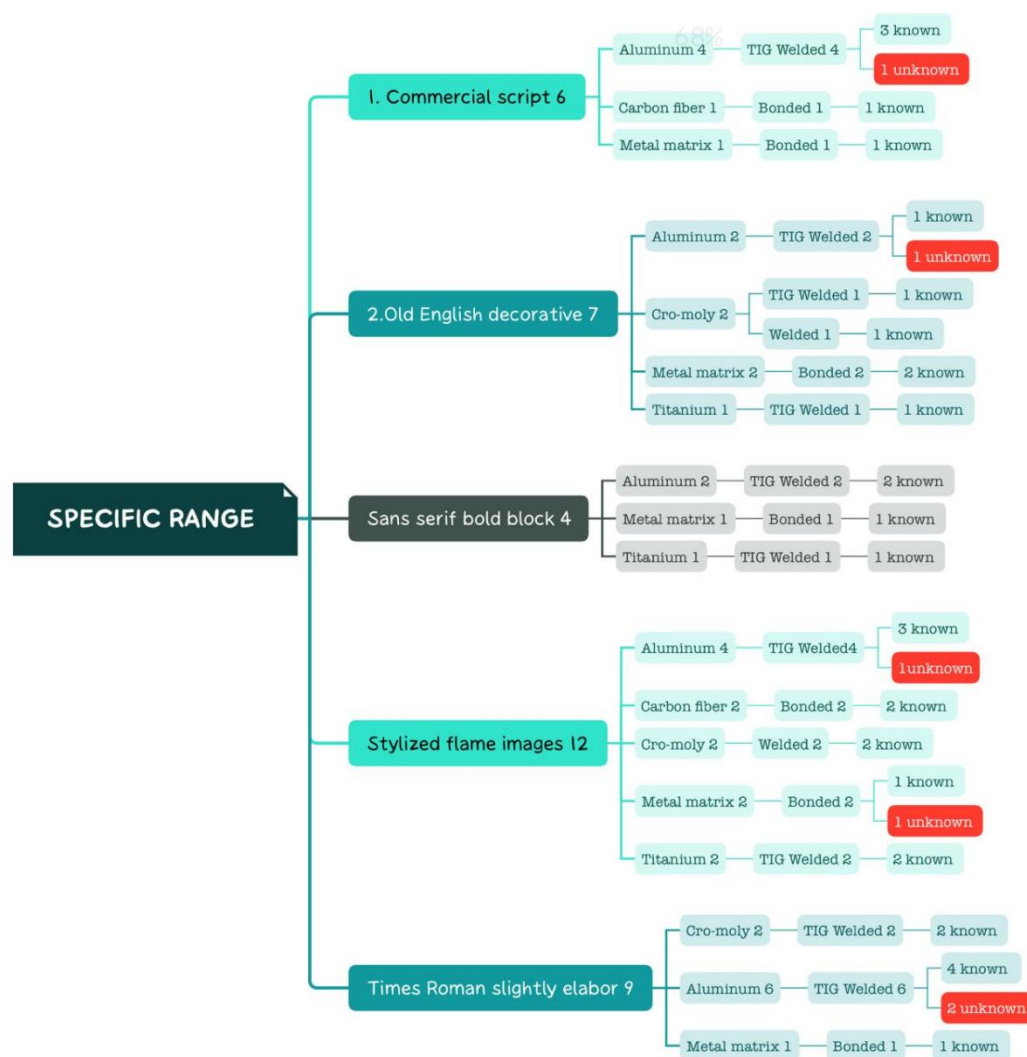 68%
3 known
Aluminum 4 TIG Welded 4
1 unknown
1. Commercial script 6
Carbon fiber 1 Bonded 1 1 known
Metal matrix 1 Bonded 1 1 known
1 known
Aluminum 2 TIG Welded 2
1 unknown
TIG Welded 1 1 known
2.Old English decorative 7 Cro-moly 2
Welded 1 1 known
Metal matrix 2 Bonded 2 2 known
Titanium 1 TIG Welded 1 1 known
Aluminum 2 TIG Welded 2 2 known
SPECIFIC RANGE Sans serif bold block 4 Metal matrix 1 Bonded 1 1 known
Titanium 1 TIG Welded 1 1 known
3 known
Aluminum 4 TIG Welded4
1unknown
Carbon fiber 2 Bonded 2 2 known
Stylized flame images 12 Cro-moly 2 Welded 2 2 known
1 known
Metal matrix 2 Bonded 2
1 unknown
Titanium 2 TIG Welded 2 2 known
Cro-moly 2 TIG Welded 2 2 known
4 known
Times Roman slightly elabor 9 Aluminum 6 TIG Welded 6
2 unknown
Metal matrix 1 Bonded 1 1 known